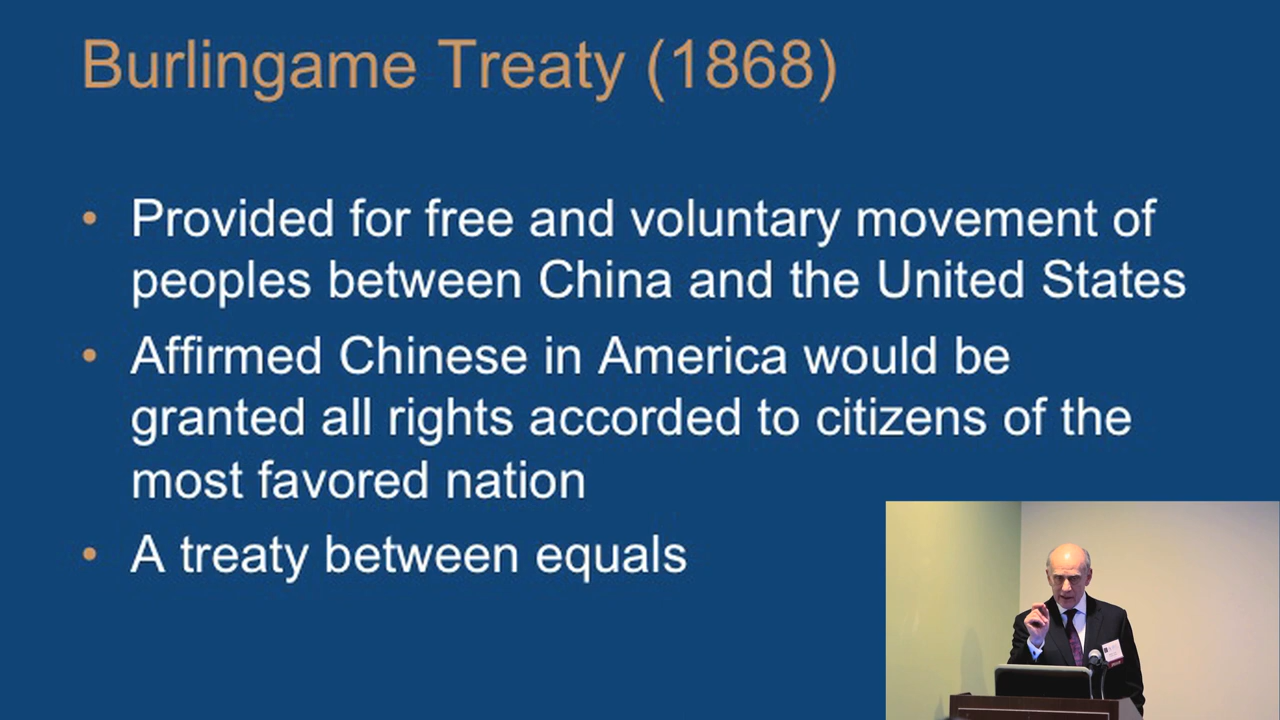 Burlingame Treaty (1868)
• Provided for free and voluntary movement of
peoples between China and the United States
• Affirmed Chinese in America would be
granted all rights accorded to citizens of the
most favored nation
• A treaty between equals